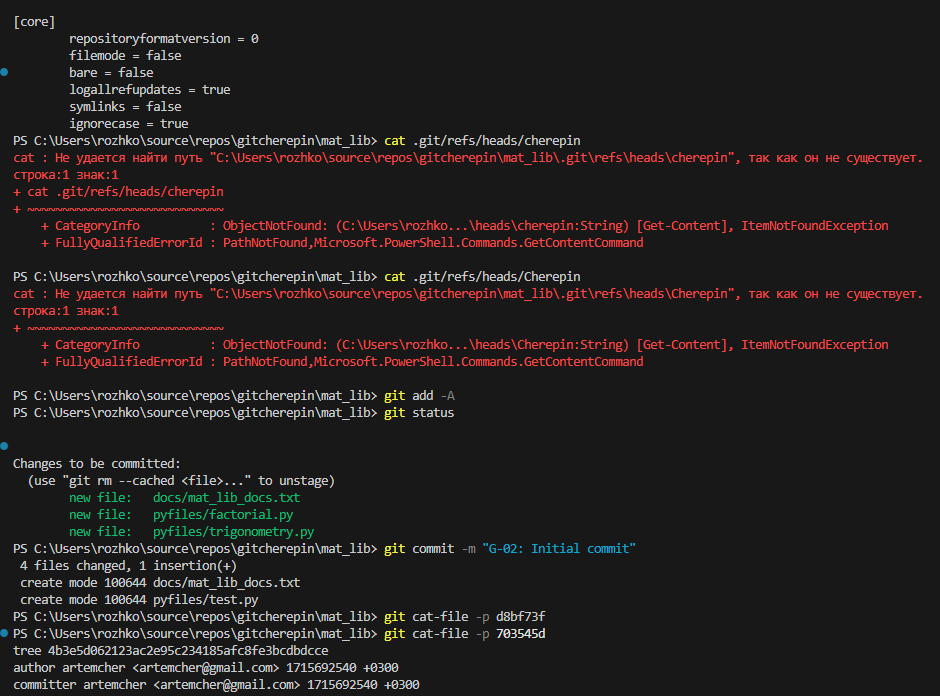 [core]
repositoryformatversion = 0
filemode = false
bare = false
logallrefupdates = true
symlinks = false
ignorecase = true
PS C:\Users\rozhko\source\repos\gitcherepin\mat_lib> cat .git/refs/heads/cherepin
cat : Не удается найти путь "C:\Users\rozhko\source\repos\gitcherepin\mat_lib\.git\refs\heads\cherepin", так как он не существует.
строка:1 знак:1
+ cat .git/refs/heads/cherepin
+ ~~~~~~~~~~~~~~~~~~~~~~~~~~~~
+ CategoryInfo : ObjectNotFound: (C:\Users\rozhko...\heads\cherepin:String) [Get-Content], ItemNotFoundException
+ FullyQualifiedErrorId : PathNotFound,Microsoft.PowerShell.Commands.GetContentCommand
PS C:\Users\rozhko\source\repos\gitcherepin\mat_lib> cat .git/refs/heads/Cherepin
cat : Не удается найти путь "C:\Users\rozhko\source\repos\gitcherepin\mat_lib\.git\refs\heads\Cherepin", так как он не существует.
строка:1 знак:1
+ ~~~~~~~~~~~~~~~~~~~~~~~~~~~~
+ CategoryInfo : ObjectNotFound: (C:\Users\rozhko...\heads\Cherepin:String) [Get-Content], ItemNotFoundException
+ FullyQualifiedErrorId : PathNotFound,Microsoft.PowerShell.Commands.GetContentCommand
PS C:\Users\rozhko\source\repos\gitcherepin\mat_lib> git add -A
PS C:\Users\rozhko\source\repos\gitcherepin\mat_lib> git status
Changes to be committed:
(use "git rm --cached <file>..." to unstage)
new file: docs/mat_lib_docs.txt
new file: pyfiles/factorial.py
new file: pyfiles/trigonometry.py
PS C:\Users\rozhko\source\repos\gitcherepin\mat_lib> git commit -m "G-02: Initial commit"
4 files changed, 1 insertion(+)
create mode 100644 docs/mat_lib_docs.txt
create mode 100644 pyfiles/test.py
PS C:\Users\rozhko\source\repos\gitcherepin\mat_lib> git cat-file -p d8bf73f
PS C:\Users\rozhko\source\repos\gitcherepin\mat_lib> git cat-file -p 703545d
tree 4b3e5d062123ac2e95c234185afc8fe3bcdbdcce
author artemcher <artemcher@gmail.com> 1715692540 +0300
committer artemcher <artemcher@gmail.com> 1715692540 +0300